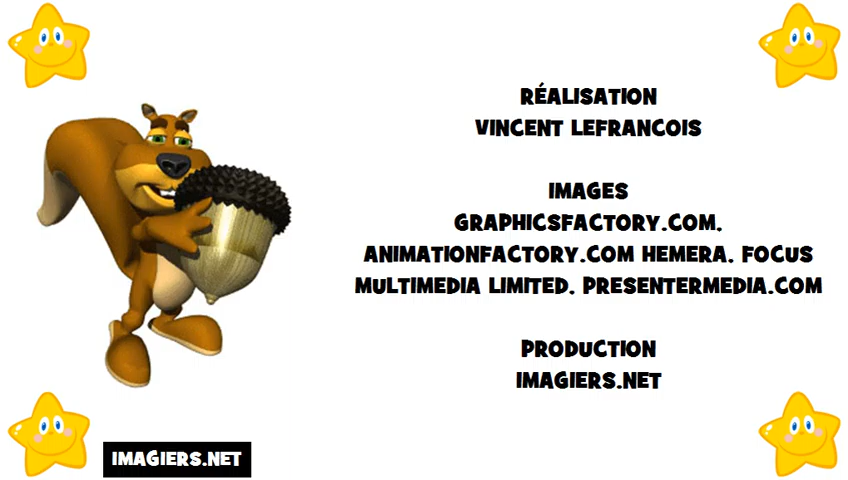 RÉALISATION
VINCENT LEFRANCOIS
IMAGES
GRAPHICSFACTORY.COM,
ANIMATIONFACTORY.COM HEMERA, FOCUS
MULTIMEDIA LIMITED, PRESENTERMEDIA.COM
PRODUCTION
IMAGIERS.NET
IMAGIERS.NET